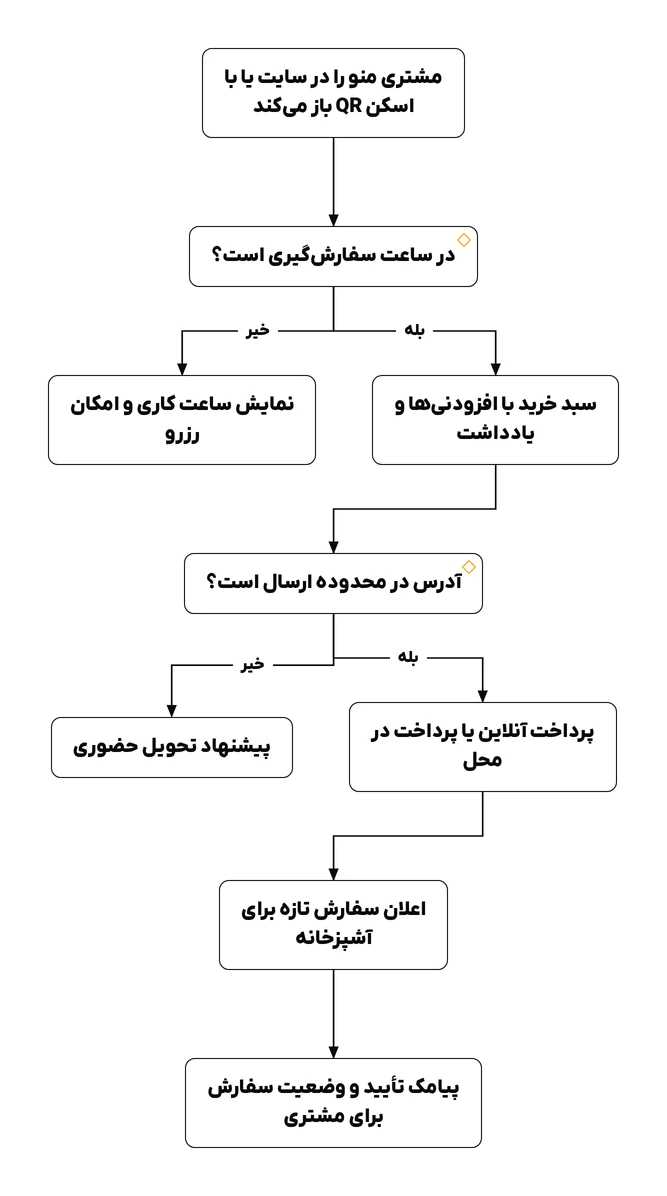 مشتری منو را در سایت یا با
اسکن QR باز می‌کند
در ساعت سفارش‌گیری است؟
بله
خیر
سبد خرید با افزودنی‌ها و
یادداشت
نمایش ساعت کاری و امکان
رزرو
آدرس در محدوده ارسال است؟
بله
خیر
پرداخت آنلاین یا پرداخت در
محل
پیشنهاد تحویل حضوری
اعلان سفارش تازه برای
آشپزخانه
پیامک تأیید و وضعیت سفارش
برای مشتری